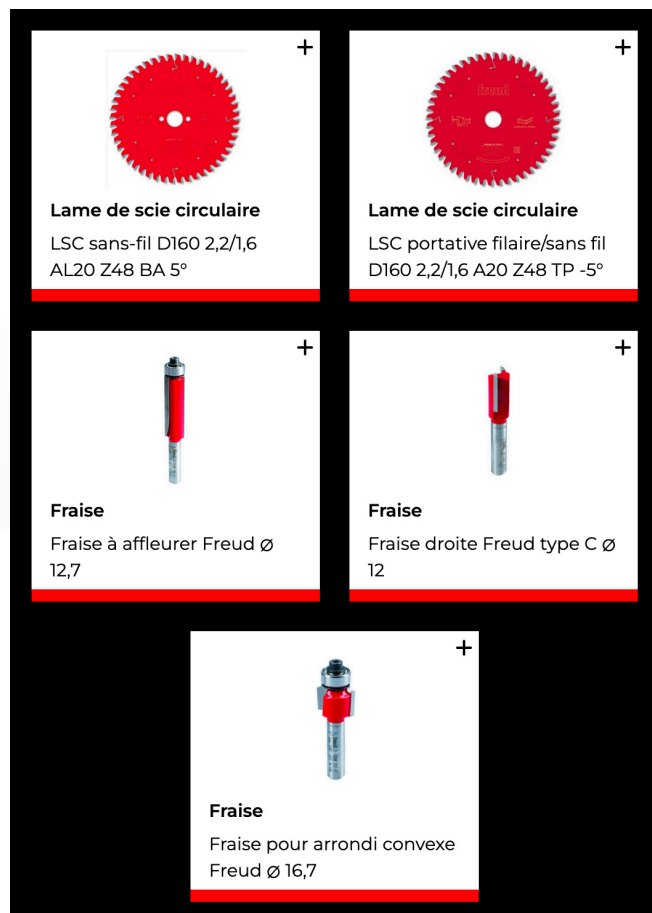 Lame de scie circulaire
LSC sans-fil D160 2,2/1,6
AL20 Z48 BA 5°
freud
Lame de scie circulaire
LSC portative filaire/sans fil
D160 2,2/1,6 A20 Z48 TP -5°
Fraise
Fraise à affleurer Freud Ø
12,7
Fraise
Fraise droite Freud type C Ø
12
Fraise
Fraise pour arrondi convexe
Freud Ø 16,7